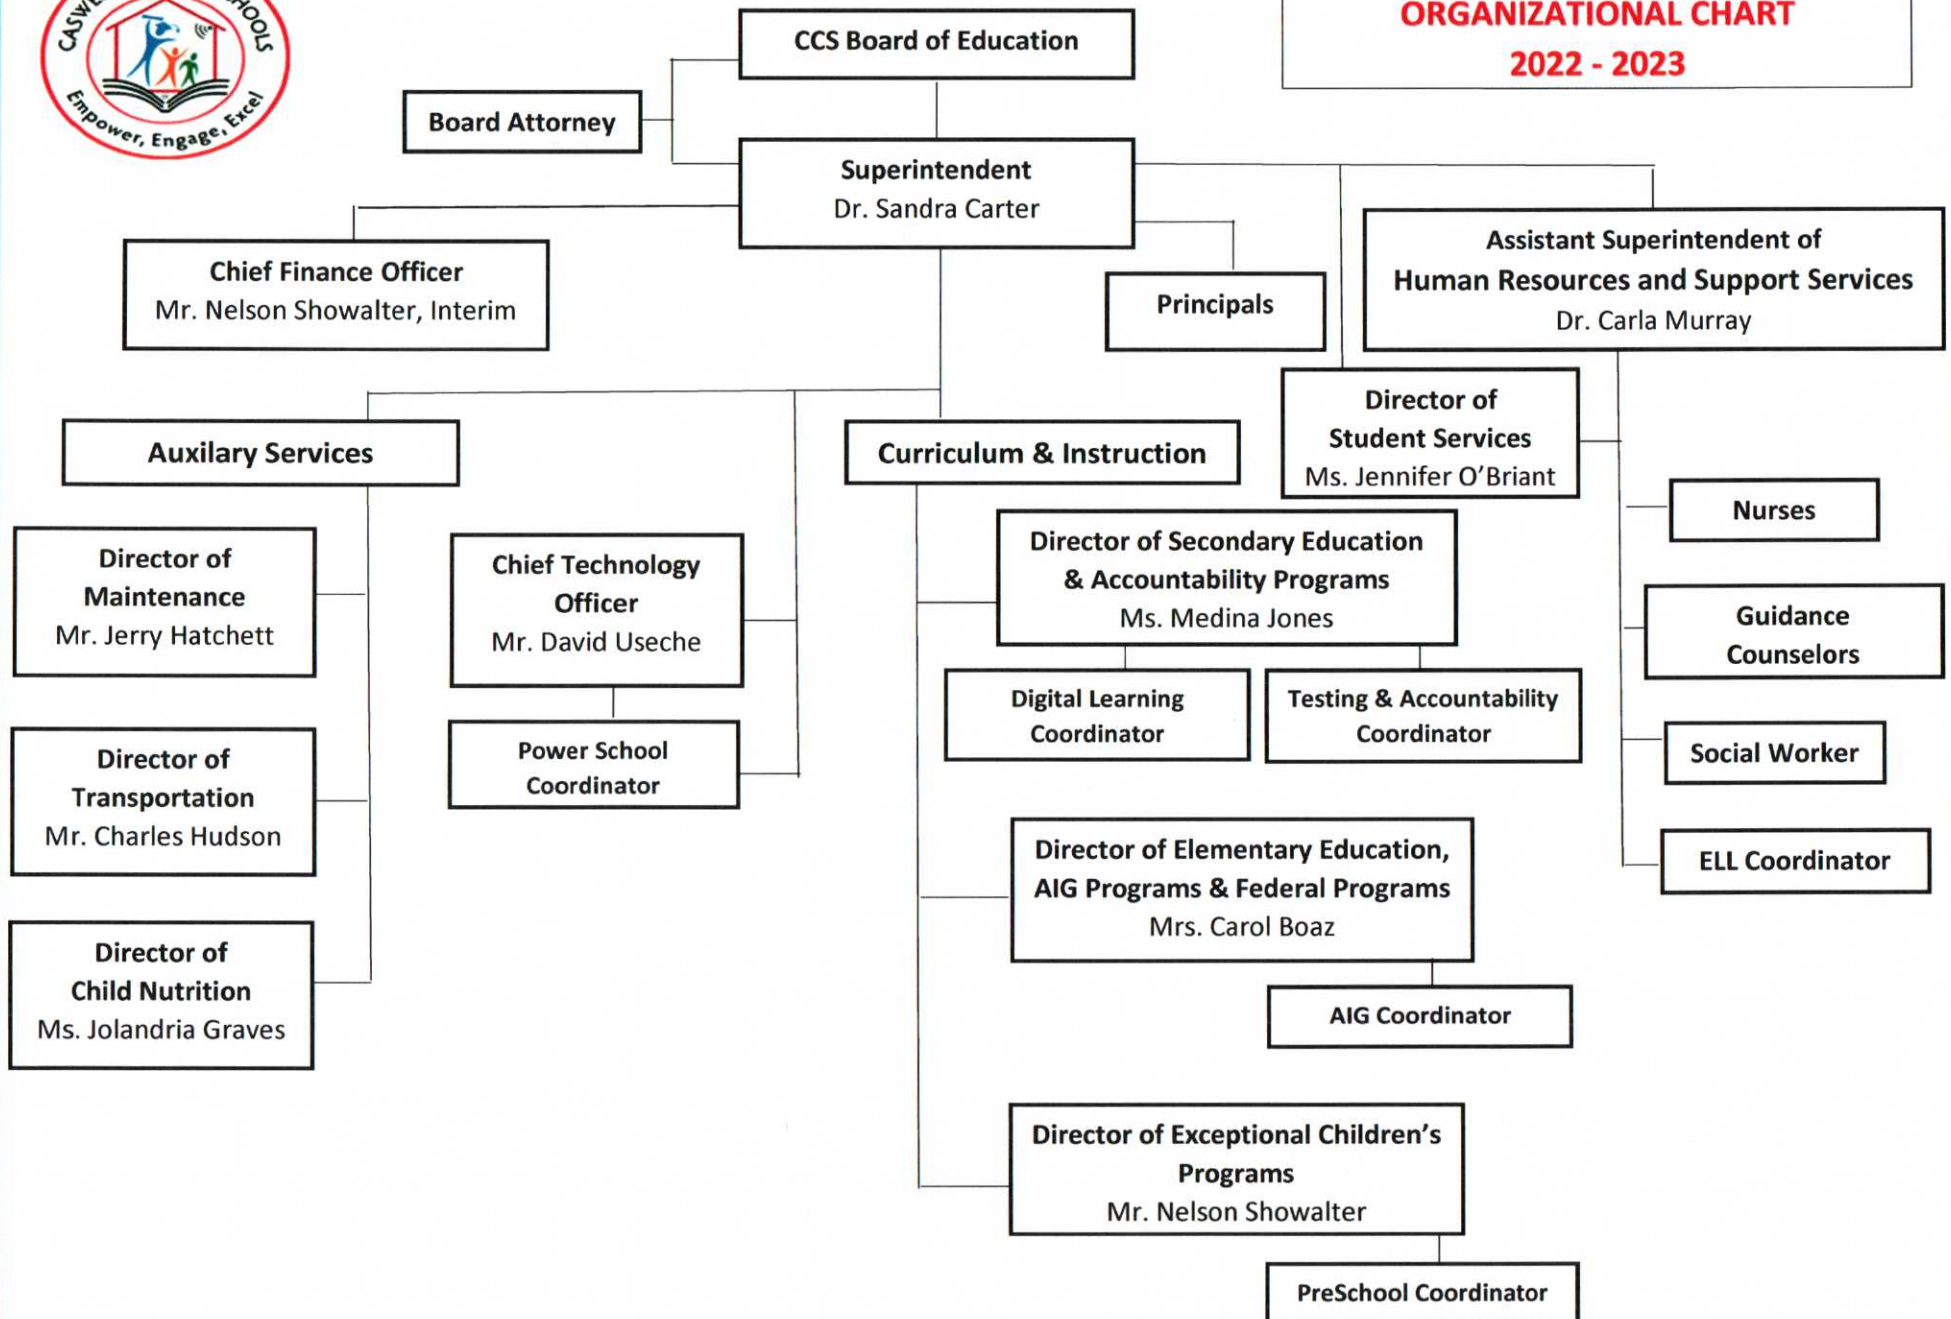 Empower, Engage, Excel
ORGANIZATIONAL CHART
2022 - 2023
CCS Board of Education
Board Attorney
Superintendent
Dr. Sandra Carter
Chief Finance Officer
Mr. Nelson Showalter, Interim
Principals
Assistant Superintendent of
Human Resources and Support Services
Dr. Carla Murray
Auxilary Services
Curriculum & Instruction
Director of
Student Services
Ms. Jennifer O’Briant
Nurses
Guidance
Counselors
Social Worker
ELL Coordinator
Director of
Maintenance
Mr. Jerry Hatchett
Director of
Transportation
Mr. Charles Hudson
Director of
Child Nutrition
Ms. Jolandria Graves
Chief Technology
Officer
Mr. David Useche
Power School
Coordinator
Director of Secondary Education
& Accountability Programs
Ms. Medina Jones
Digital Learning
Coordinator
Testing & Accountability
Coordinator
Director of Elementary Education,
AIG Programs & Federal Programs
Mrs. Carol Boaz
AIG Coordinator
Director of Exceptional Children’s
Programs
Mr. Nelson Showalter
PreSchool Coordinator